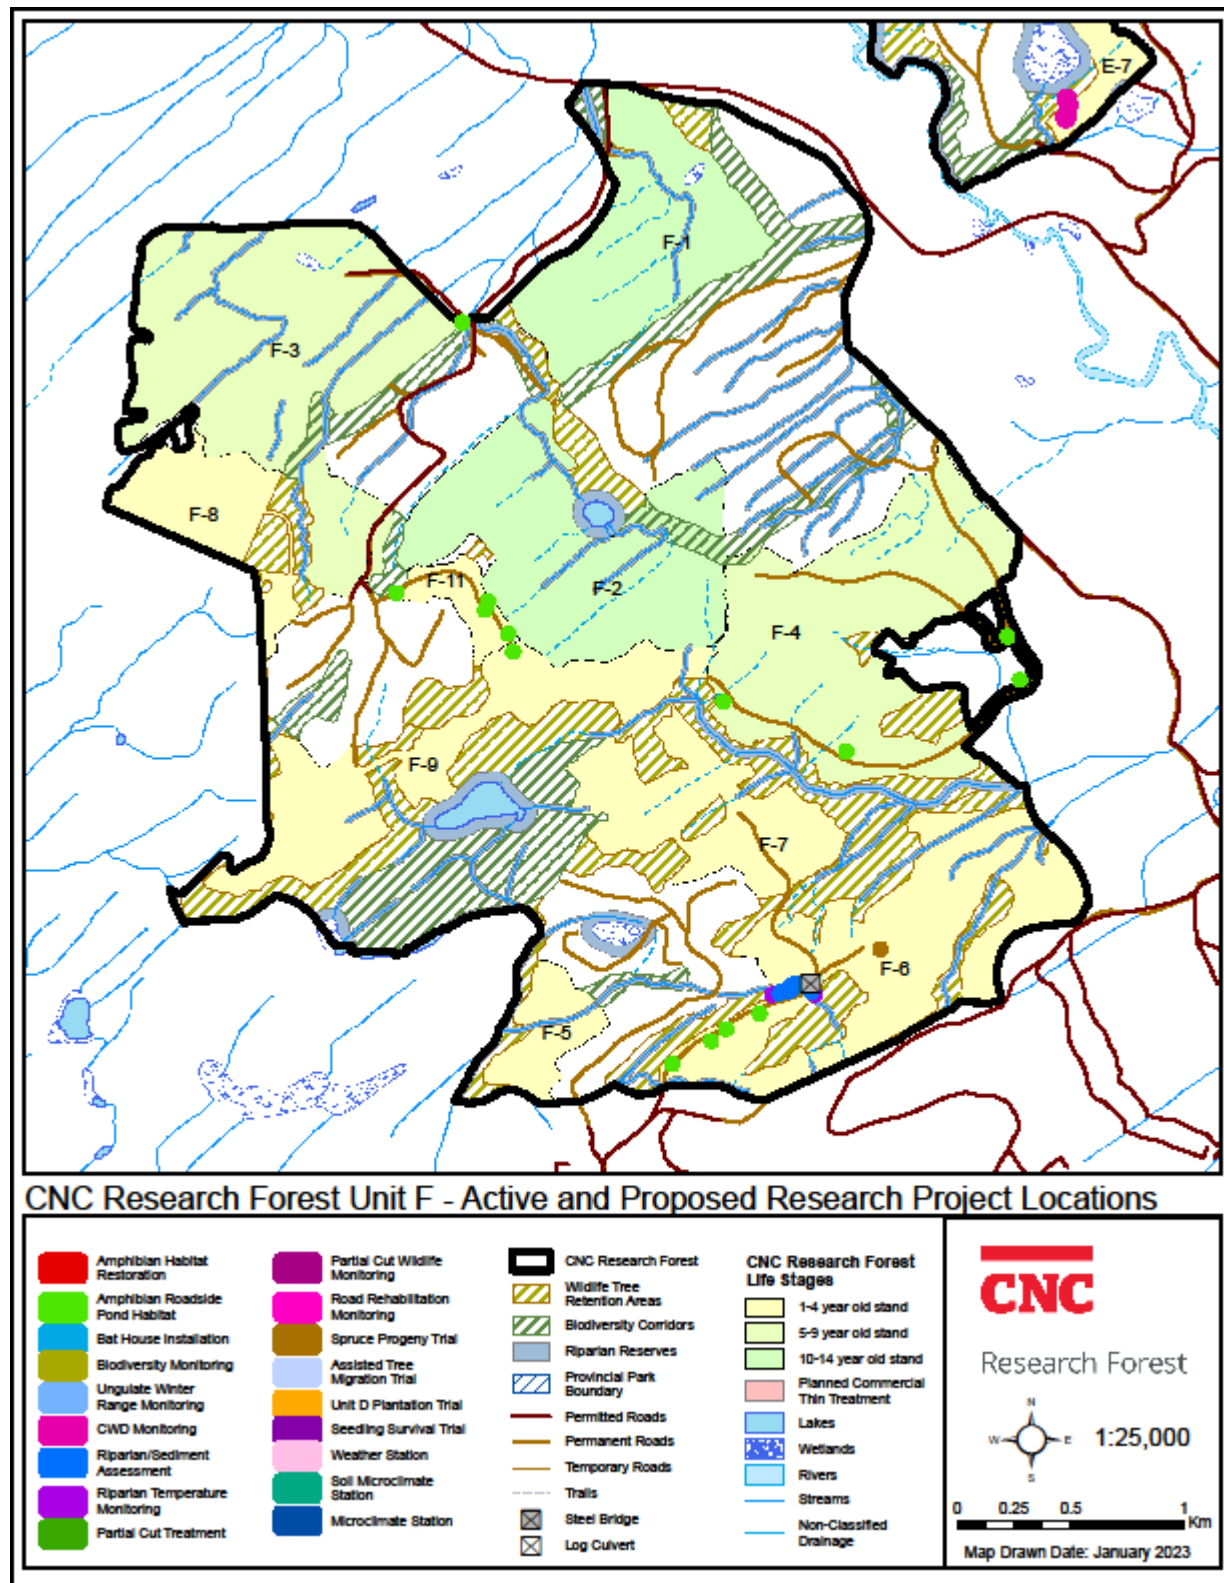 E-7
F-1
F-3
F-8
F-11
F-2
F-4
F-9
F-7
F-6
F-5
CNC Research Forest Unit F - Active and Proposed Research Project Locations
Amphibian Habitat
Restoration
Amphibian Roadside
Pond Habitat
Bat House Installation
Biodiversity Monitoring
Ungulate Winter
Range Monitoring
CWD Monitoring
Riparian/Sediment
Assessment
Riparian Temperature
Monitoring
Partial Cut Treatment
Partial Cut Wildlife
Monitoring
Road Rehabilitation
Monitoring
Spruce Progeny Trial
Assisted Tree
Migration Trial
Unit D Plantation Trial
Seedling Survival Trial
Weather Station
Soil Microclimate
Station
Microclimate Station
CNC Research Forest
Wildlife Tree
Retention Areas
Biodiversity Corridors
Riparian Reserves
Provincial Park
Boundary
Permitted Roads
Permanent Roads
Temporary Roads
Trails
Steel Bridge
Log Culvert
CNC Research Forest
Life Stages
1-4 year old stand
5-9 year old stand
10-14 year old stand
Planned Commercial
Thin Treatment
Lakes
Wetlands
Rivers
Streams
Non-Classified
Drainage
CNC
Research Forest
N
W E
S
1:25,000
0 0.25 0.5 1
Km
Map Drawn Date: January 2023